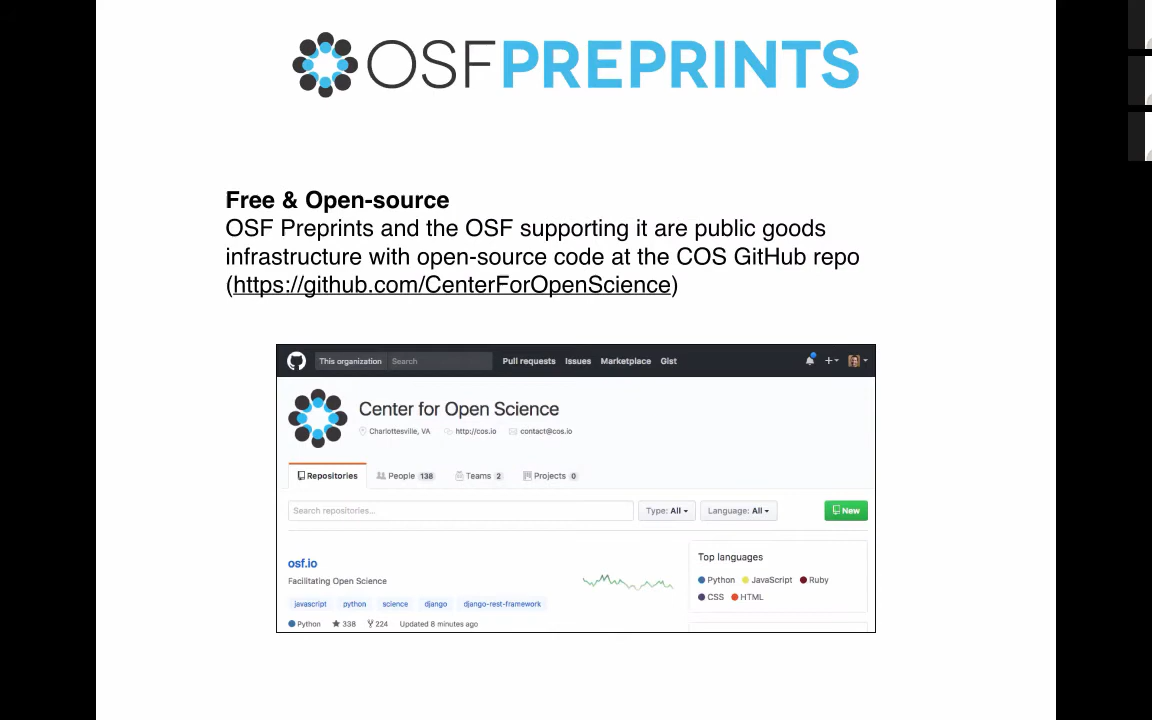 OSFPREPRINTS
Free & Open-source
OSF Preprints and the OSF supporting it are public goods
infrastructure with open-source code at the COS GitHub repo
(https://github.com/CenterForOpenScience)
This organization Search Pull requests Issues Marketplace Gist
Center for Open Science
Charlottesville, VA http://cos.io contact@cos.io
Repositories People 138 Teams 2 Projects 0
Search repositories... Type: All Language: All New
osf.io
Facilitating Open Science
javascript python science django django-rest-framework
Python 338 224 Updated 8 minutes ago
Top languages
Python JavaScript Ruby
CSS HTML